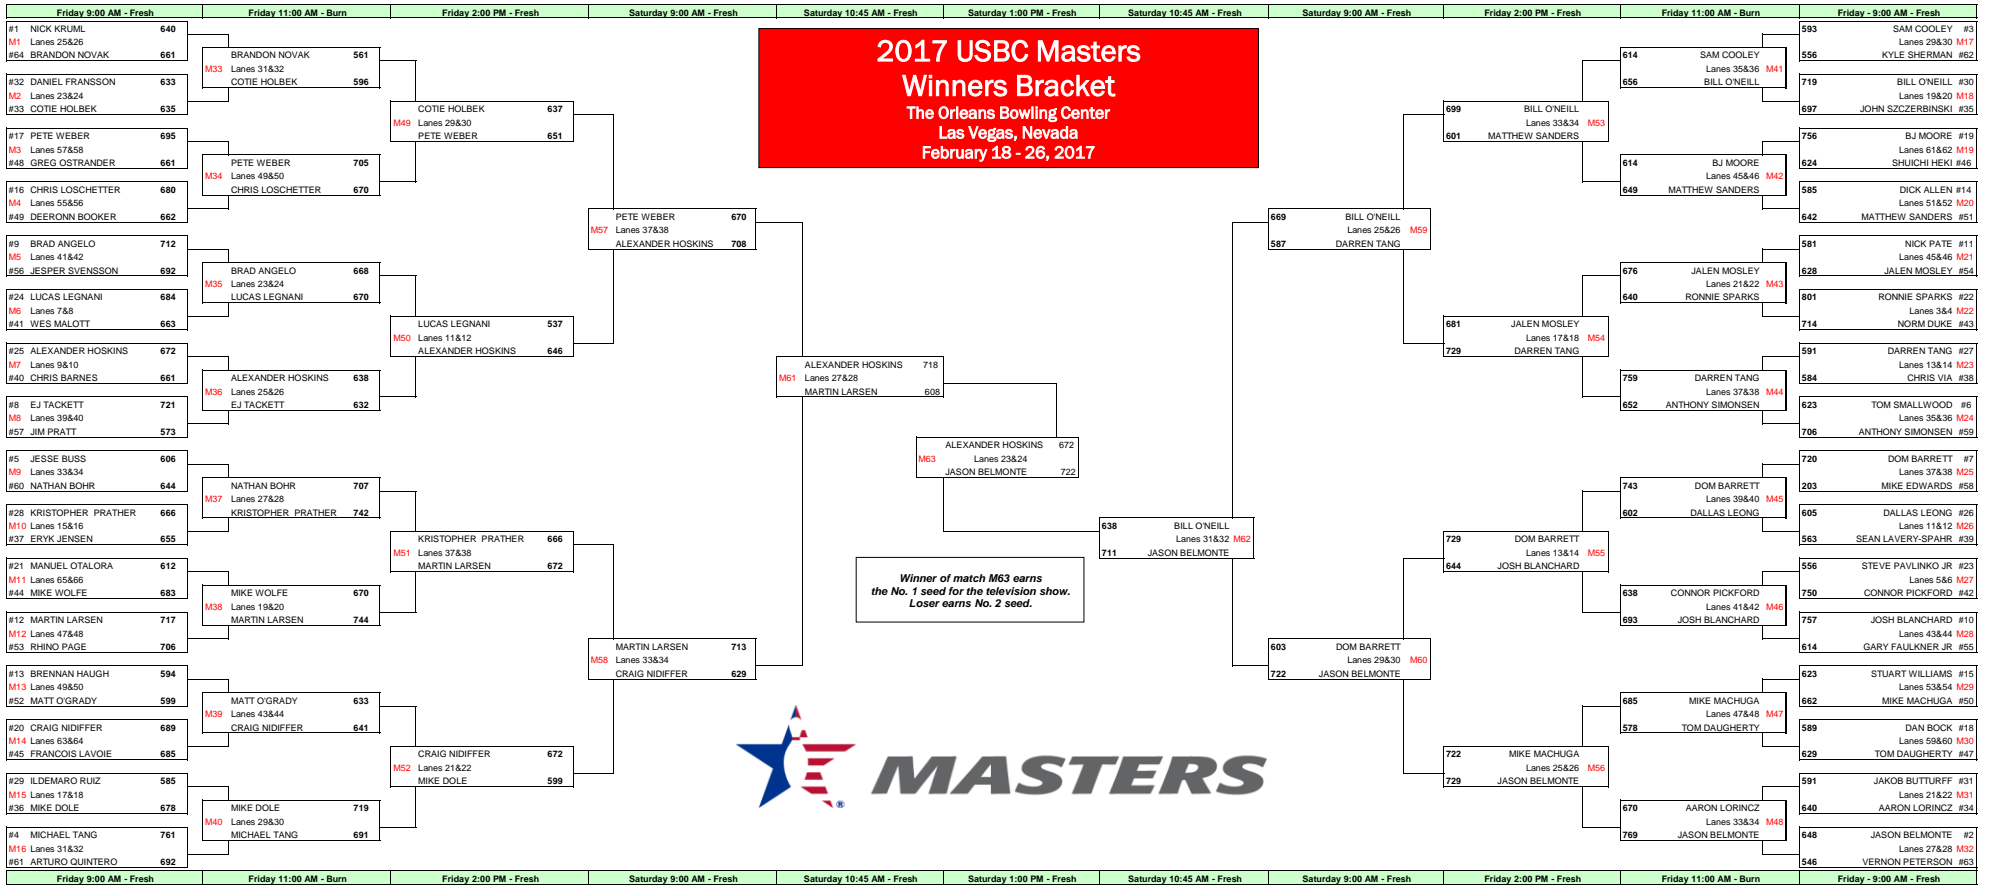 Friday 9:00 AM - Fresh
Friday 11:00 AM - Burn
Friday 2:00 PM - Fresh
Saturday 9:00 AM - Fresh
Saturday 10:45 AM - Fresh
Saturday 1:00 PM - Fresh
Saturday 10:45 AM - Fresh
Saturday 9:00 AM - Fresh
Friday 2:00 PM - Fresh
Friday 11:00 AM - Burn
Friday - 9:00 AM - Fresh
2017 USBC Masters
Winners Bracket
The Orleans Bowling Center
Las Vegas, Nevada
February 18 - 26, 2017
#1 NICK KRUML 640
M1 Lanes 25&26
#64 BRANDON NOVAK 661
#32 DANIEL FRANSSON 633
M2 Lanes 23&24
#33 COTIE HOLBEK 635
#17 PETE WEBER 695
M3 Lanes 57&58
#48 GREG OSTRANDER 661
#16 CHRIS LOSCHETTER 680
M4 Lanes 55&56
#49 DEERONN BOOKER 662
#9 BRAD ANGELO 712
M5 Lanes 41&42
#56 JESPER SVENSSON 692
#24 LUCAS LEGNANI 684
M6 Lanes 7&8
#41 WES MALOTT 663
#25 ALEXANDER HOSKINS 672
M7 Lanes 9&10
#40 CHRIS BARNES 661
#8 EJ TACKETT 721
M8 Lanes 39&40
#57 JIM PRATT 573
#5 JESSE BUSS 606
M9 Lanes 33&34
#60 NATHAN BOHR 644
#28 KRISTOPHER PRATHER 666
M10 Lanes 15&16
#37 ERYK JENSEN 655
#21 MANUEL OTALORA 612
M11 Lanes 65&66
#44 MIKE WOLFE 683
#12 MARTIN LARSEN 717
M12 Lanes 47&48
#53 RHINO PAGE 706
#13 BRENNAN HAUGH 594
M13 Lanes 49&50
#52 MATT O'GRADY 599
#20 CRAIG NIDIFFER 689
M14 Lanes 63&64
#45 FRANCOIS LAVOIE 685
#29 ILDEMARO RUIZ 585
M15 Lanes 17&18
#36 MIKE DOLE 678
#4 MICHAEL TANG 761
M16 Lanes 31&32
#61 ARTURO QUINTERO 692
BRANDON NOVAK 561
M33 Lanes 31&32
COTIE HOLBEK 596
PETE WEBER 705
M34 Lanes 49&50
CHRIS LOSCHETTER 670
BRAD ANGELO 668
M35 Lanes 23&24
LUCAS LEGNANI 670
ALEXANDER HOSKINS 638
M36 Lanes 25&26
EJ TACKETT 632
NATHAN BOHR 707
M37 Lanes 27&28
KRISTOPHER PRATHER 742
MIKE WOLFE 670
M38 Lanes 19&20
MARTIN LARSEN 744
MATT O'GRADY 633
M39 Lanes 43&44
CRAIG NIDIFFER 641
MIKE DOLE 719
M40 Lanes 29&30
MICHAEL TANG 691
COTIE HOLBEK 637
M49 Lanes 29&30
PETE WEBER 651
LUCAS LEGNANI 537
M50 Lanes 11&12
ALEXANDER HOSKINS 646
KRISTOPHER PRATHER 666
M51 Lanes 37&38
MARTIN LARSEN 672
CRAIG NIDIFFER 672
M52 Lanes 21&22
MIKE DOLE 599
PETE WEBER 670
M57 Lanes 37&38
ALEXANDER HOSKINS 708
MARTIN LARSEN 713
M58 Lanes 33&34
CRAIG NIDIFFER 629
ALEXANDER HOSKINS 718
M61 Lanes 27&28
MARTIN LARSEN 608
ALEXANDER HOSKINS 672
M63 Lanes 23&24
JASON BELMONTE 722
Winner of match M63 earns
the No. 1 seed for the television show.
Loser earns No. 2 seed.
MASTERS
®
638 BILL O'NEILL
Lanes 31&32 M62
711 JASON BELMONTE
669 BILL O'NEILL
Lanes 25&26 M59
587 DARREN TANG
603 DOM BARRETT
Lanes 29&30 M60
722 JASON BELMONTE
699 BILL O'NEILL
Lanes 33&34 M53
601 MATTHEW SANDERS
681 JALEN MOSLEY
Lanes 17&18 M54
729 DARREN TANG
729 DOM BARRETT
Lanes 13&14 M55
644 JOSH BLANCHARD
722 MIKE MACHUGA
Lanes 25&26 M56
729 JASON BELMONTE
614 SAM COOLEY
Lanes 35&36 M41
656 BILL O'NEILL
614 BJ MOORE
Lanes 45&46 M42
649 MATTHEW SANDERS
676 JALEN MOSLEY
Lanes 21&22 M43
640 RONNIE SPARKS
759 DARREN TANG
Lanes 37&38 M44
652 ANTHONY SIMONSEN
743 DOM BARRETT
Lanes 39&40 M45
602 DALLAS LEONG
638 CONNOR PICKFORD
Lanes 41&42 M46
693 JOSH BLANCHARD
685 MIKE MACHUGA
Lanes 47&48 M47
578 TOM DAUGHERTY
670 AARON LORINCZ
Lanes 33&34 M48
769 JASON BELMONTE
593 SAM COOLEY #3
Lanes 29&30 M17
556 KYLE SHERMAN #62
719 BILL O'NEILL #30
Lanes 19&20 M18
697 JOHN SZCZERBINSKI #35
756 BJ MOORE #19
Lanes 61&62 M19
624 SHUICHI HEKI #46
585 DICK ALLEN #14
Lanes 51&52 M20
642 MATTHEW SANDERS #51
581 NICK PATE #11
Lanes 45&46 M21
628 JALEN MOSLEY #54
801 RONNIE SPARKS #22
Lanes 3&4 M22
714 NORM DUKE #43
591 DARREN TANG #27
Lanes 13&14 M23
584 CHRIS VIA #38
623 TOM SMALLWOOD #6
Lanes 35&36 M24
706 ANTHONY SIMONSEN #59
720 DOM BARRETT #7
Lanes 37&38 M25
203 MIKE EDWARDS #58
605 DALLAS LEONG #26
Lanes 11&12 M26
563 SEAN LAVERY-SPAHR #39
556 STEVE PAVLINKO JR #23
Lanes 5&6 M27
750 CONNOR PICKFORD #42
757 JOSH BLANCHARD #10
Lanes 43&44 M28
614 GARY FAULKNER JR #55
623 STUART WILLIAMS #15
Lanes 53&54 M29
662 MIKE MACHUGA #50
589 DAN BOCK #18
Lanes 59&60 M30
629 TOM DAUGHERTY #47
591 JAKOB BUTTURFF #31
Lanes 21&22 M31
640 AARON LORINCZ #34
648 JASON BELMONTE #2
Lanes 27&28 M32
546 VERNON PETERSON #63
Friday 9:00 AM - Fresh
Friday 11:00 AM - Burn
Friday 2:00 PM - Fresh
Saturday 9:00 AM - Fresh
Saturday 10:45 AM - Fresh
Saturday 1:00 PM - Fresh
Saturday 10:45 AM - Fresh
Saturday 9:00 AM - Fresh
Friday 2:00 PM - Fresh
Friday 11:00 AM - Burn
Friday - 9:00 AM - Fresh